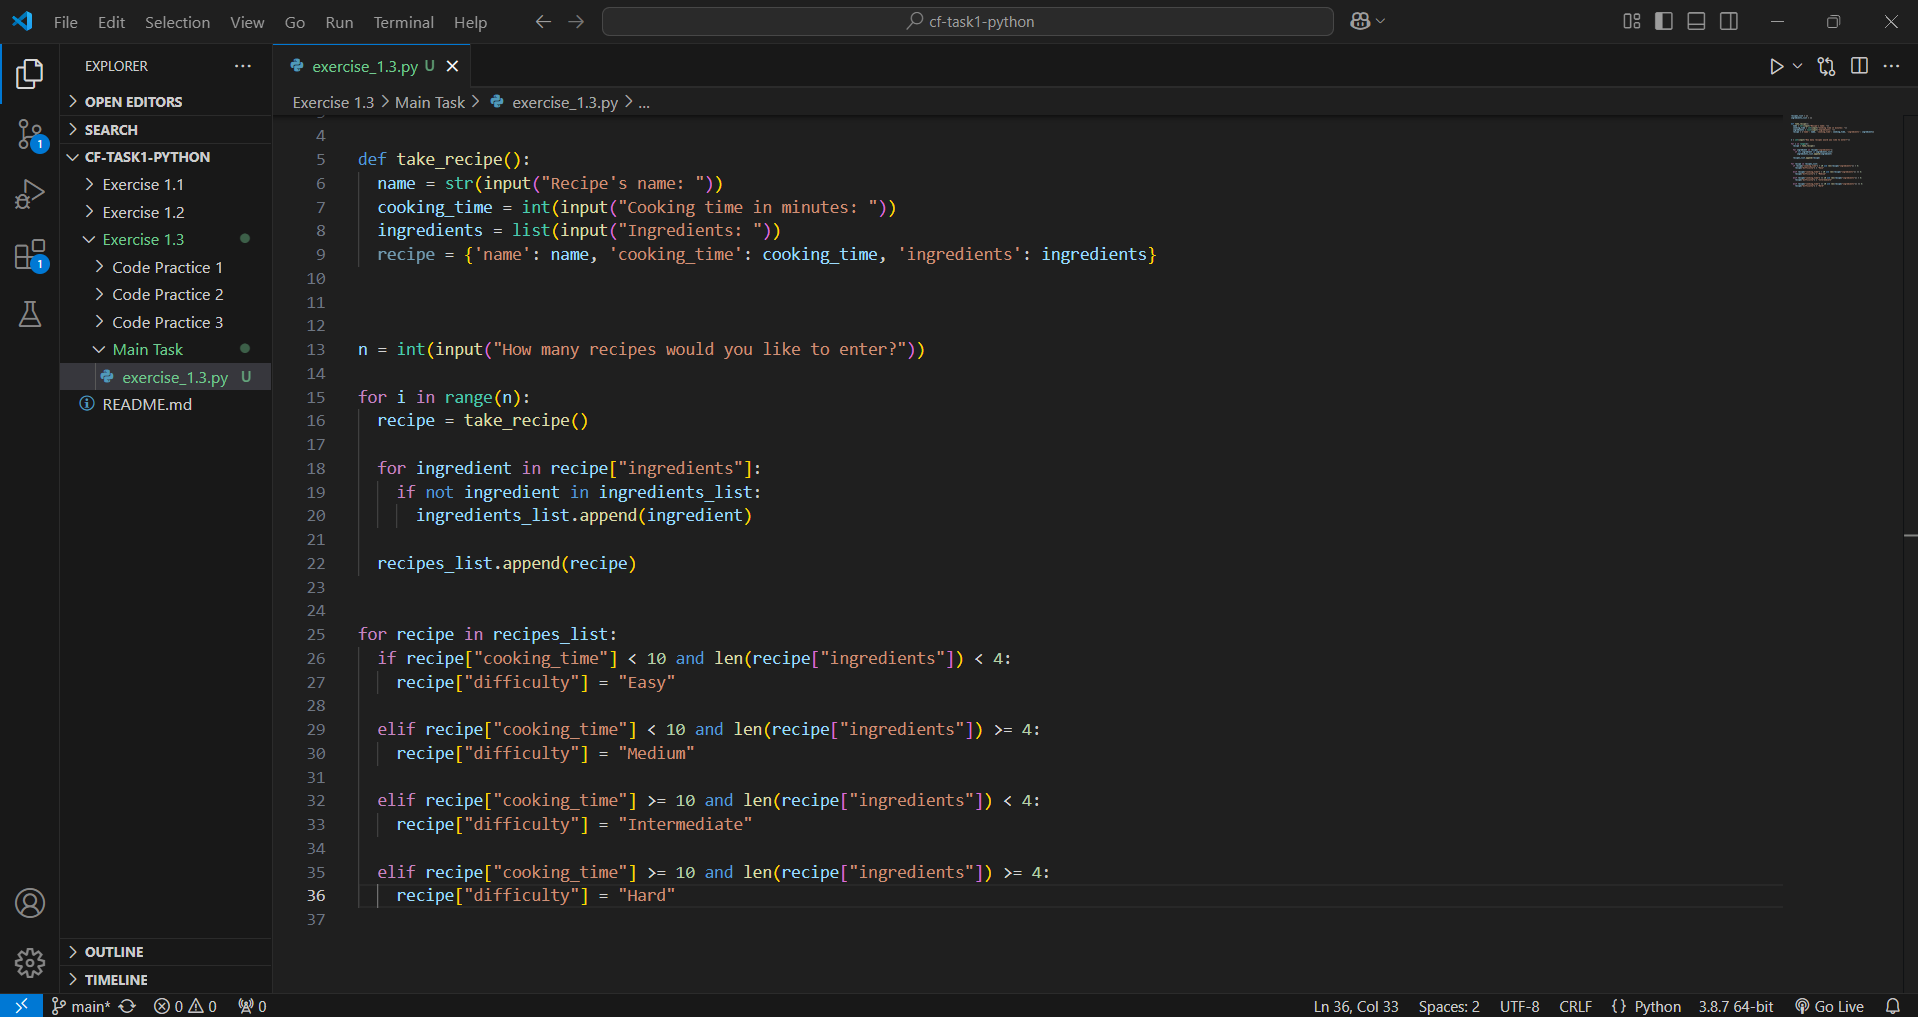 File Edit Selection View Go Run Terminal Help cf-task1-python
EXPLORER
OPEN EDITORS
SEARCH
CF-TASK1-PYTHON
Exercise 1.1
Exercise 1.2
Exercise 1.3
Code Practice 1
Code Practice 2
Code Practice 3
Main Task
exercise_1.3.py U
README.md
OUTLINE
TIMELINE
1
1
exercise_1.3.py U
Exercise 1.3 > Main Task > exercise_1.3.py > ...
4
5 def take_recipe():
6 name = str(input("Recipe's name: "))
7 cooking_time = int(input("Cooking time in minutes: "))
8 ingredients = list(input("Ingredients: "))
9 recipe = {'name': name, 'cooking_time': cooking_time, 'ingredients': ingredients}
10
11
12
13 n = int(input("How many recipes would you like to enter?"))
14
15 for i in range(n):
16 recipe = take_recipe()
17
18 for ingredient in recipe["ingredients"]:
19 if not ingredient in ingredients_list:
20 ingredients_list.append(ingredient)
21
22 recipes_list.append(recipe)
23
24
25 for recipe in recipes_list:
26 if recipe["cooking_time"] < 10 and len(recipe["ingredients"]) < 4:
27 recipe["difficulty"] = "Easy"
28
29 elif recipe["cooking_time"] < 10 and len(recipe["ingredients"]) >= 4:
30 recipe["difficulty"] = "Medium"
31
32 elif recipe["cooking_time"] >= 10 and len(recipe["ingredients"]) < 4:
33 recipe["difficulty"] = "Intermediate"
34
35 elif recipe["cooking_time"] >= 10 and len(recipe["ingredients"]) >= 4:
36 recipe["difficulty"] = "Hard"
37
main* 0 0 0 Ln 36, Col 33 Spaces: 2 UTF-8 CRLF {} Python 3.8.7 64-bit Go Live